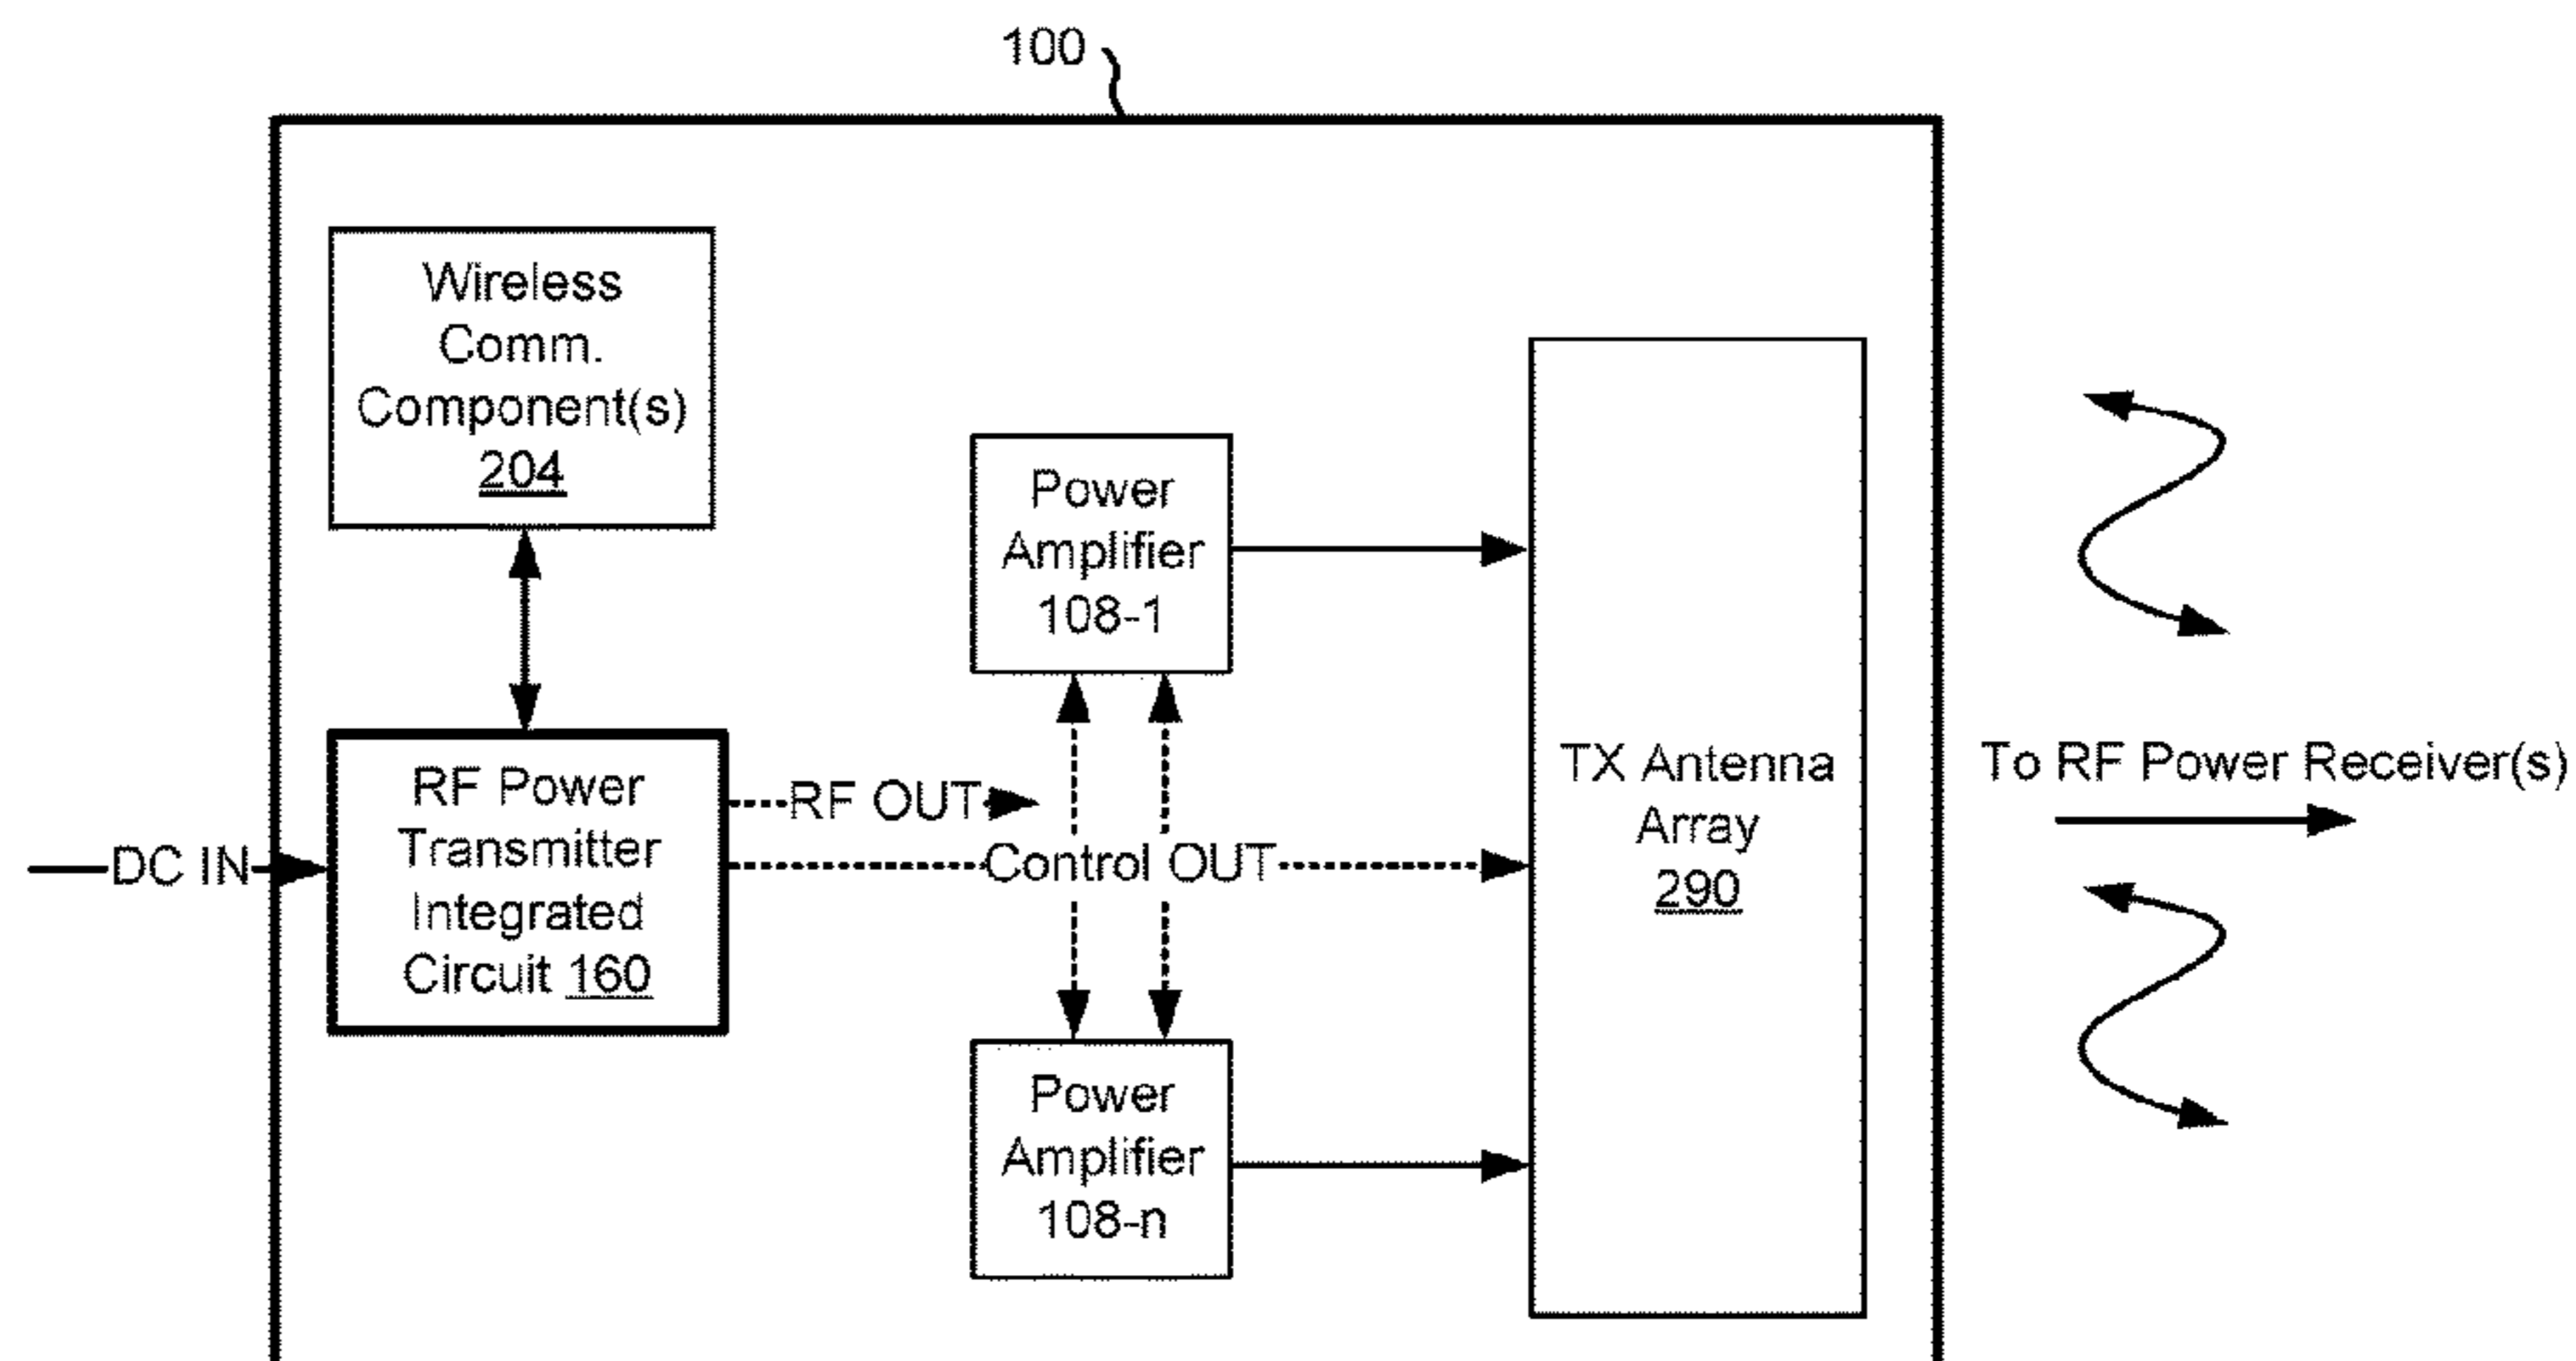 100
Wireless
Comm.
Component(s)
204
Power
Amplifier
108-1
RF Power
Transmitter
Integrated
Circuit 160
DC IN
RF OUT
Control OUT
TX Antenna
Array
290
To RF Power Receiver(s)
Power
Amplifier
108-n